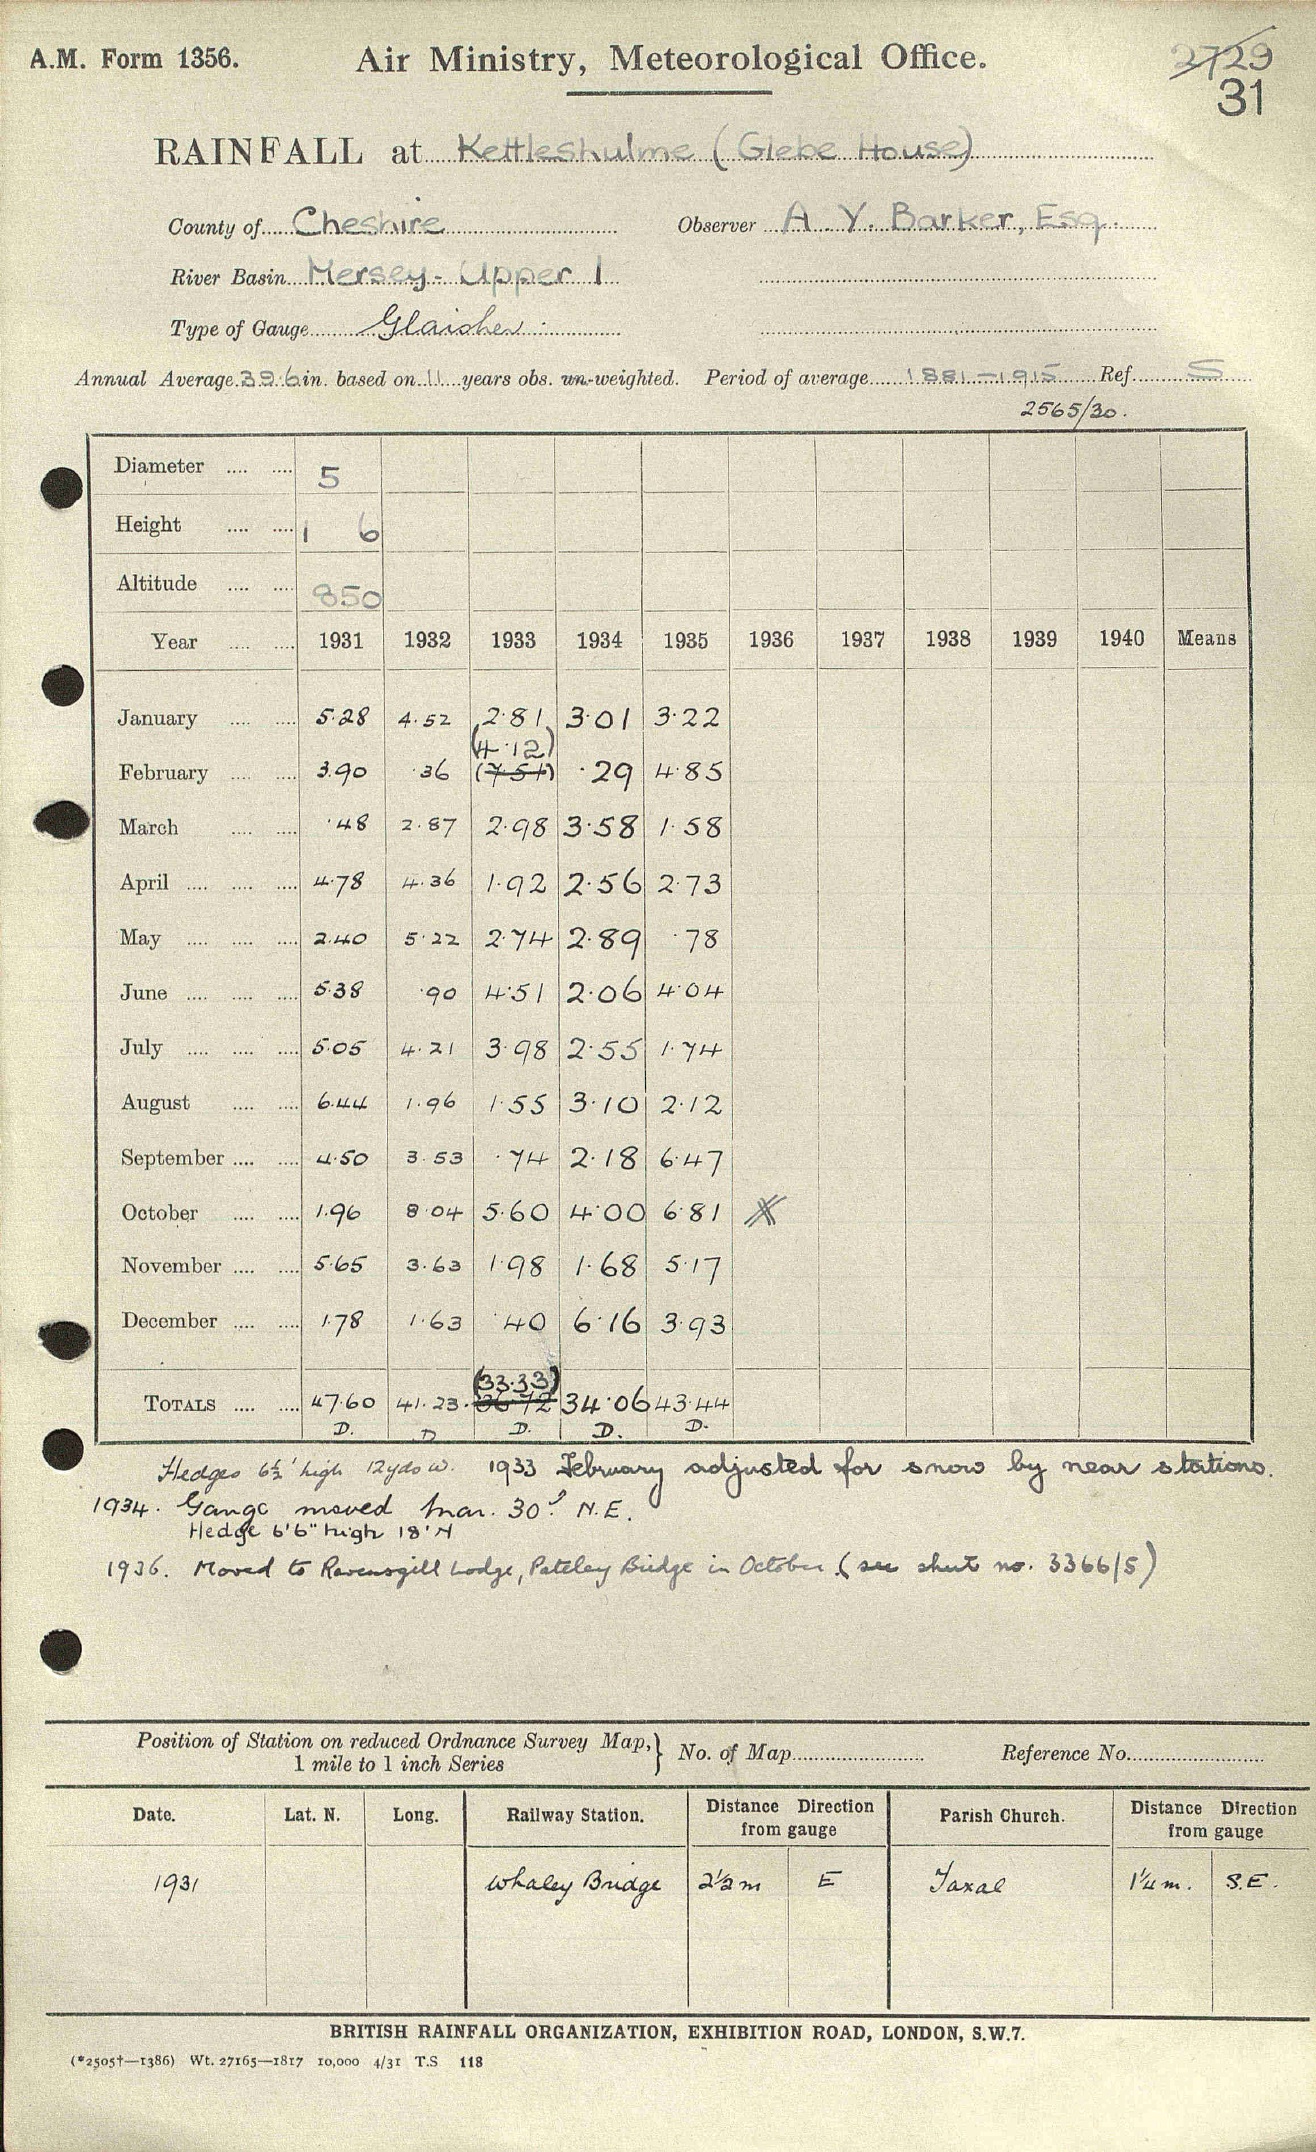 A.M. Form 1356.
Air Ministry, Meteorological Office.
2729
31
RAINFALL at Kettleshulme (Glebe House)
County of Cheshire Observer A. Y. Barker, Esq.
River Basin Mersey - Upper 1
Type of Gauge Glaisher
Annual Average 39.6 in. based on 11 years obs. un-weighted. Period of average 1881–1915 Ref. S
2565/30.
Diameter 5
Height 1 6
Altitude 850
Year 1931 1932 1933 1934 1935 1936 1937 1938 1939 1940 Means
January 5.28 4.52 2.81 3.01 3.22
(4.12)
February 3.90 .36 (7.51) .29 4.85
March .48 2.87 2.98 3.58 1.58
April 4.78 4.36 1.92 2.56 2.73
May 2.40 5.22 2.74 2.89 .78
June 5.38 .90 4.51 2.06 4.04
July 5.05 4.21 3.98 2.55 1.74
August 6.44 1.96 1.55 3.10 2.12
September 4.50 3.53 .74 2.18 6.47
October 1.96 8.04 5.60 4.00 6.81
November 5.65 3.63 1.98 1.68 5.17
December 1.78 1.63 .40 6.16 3.93
(33.33)
TOTALS 47.60 41.23 36.72 34.06 43.44
D. D D. D. D.
Hedges 6½' high 12 yds W. 1933 February adjusted for snow by near stations.
1934. Gauge moved Mar. 30th N.E.
Hedge 6'6" high 18' N
1936. Moved to Ravensgill Lodge, Pateley Bridge in October (see sheet no. 3366/5)
Position of Station on reduced Ordnance Survey Map,
1 mile to 1 inch Series } No. of Map Reference No.
Date. Lat. N. Long. Railway Station. Distance Direction from gauge Parish Church. Distance Direction from gauge
1931 Whaley Bridge 2½ m E Taxal 1¼ m. S.E.
BRITISH RAINFALL ORGANIZATION, EXHIBITION ROAD, LONDON, S.W.7.
(*2505†—1386) Wt. 27165—1817 10,000 4/31 T.S 118